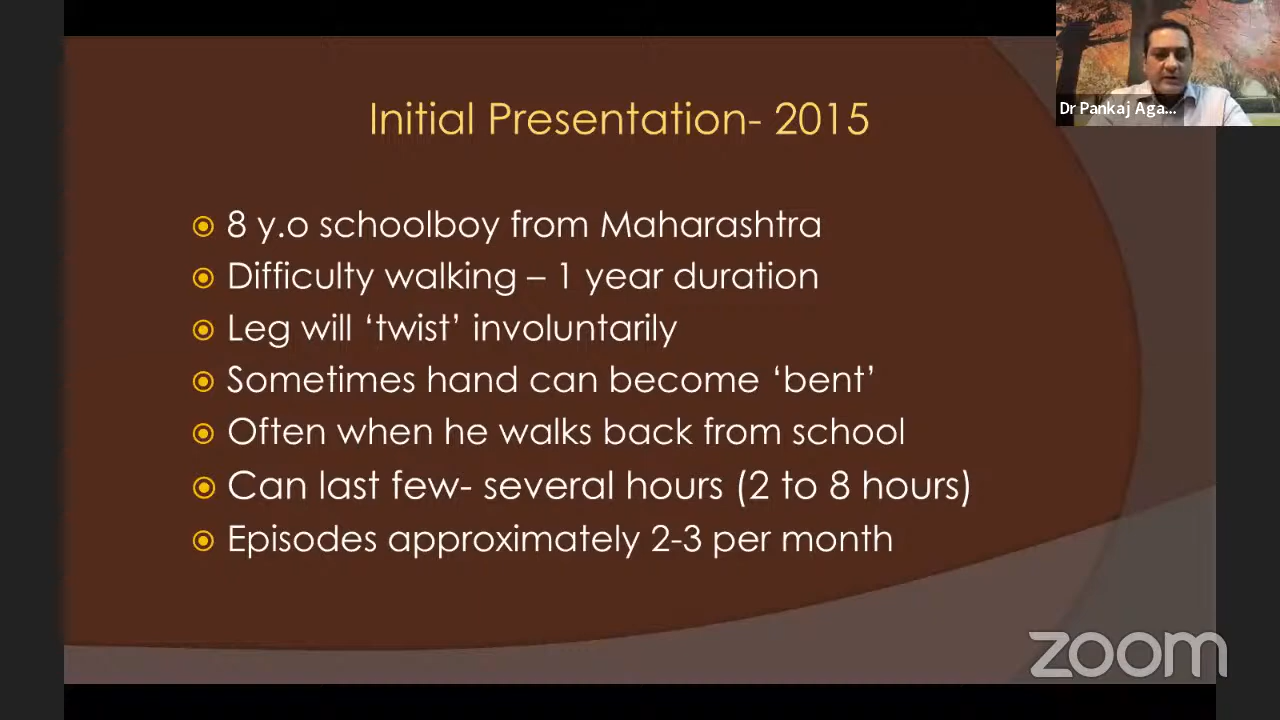 Dr Pankaj Aga...
Initial Presentation- 2015
8 y.o schoolboy from Maharashtra
Difficulty walking – 1 year duration
Leg will ‘twist’ involuntarily
Sometimes hand can become ‘bent’
Often when he walks back from school
Can last few- several hours (2 to 8 hours)
Episodes approximately 2-3 per month
zoom